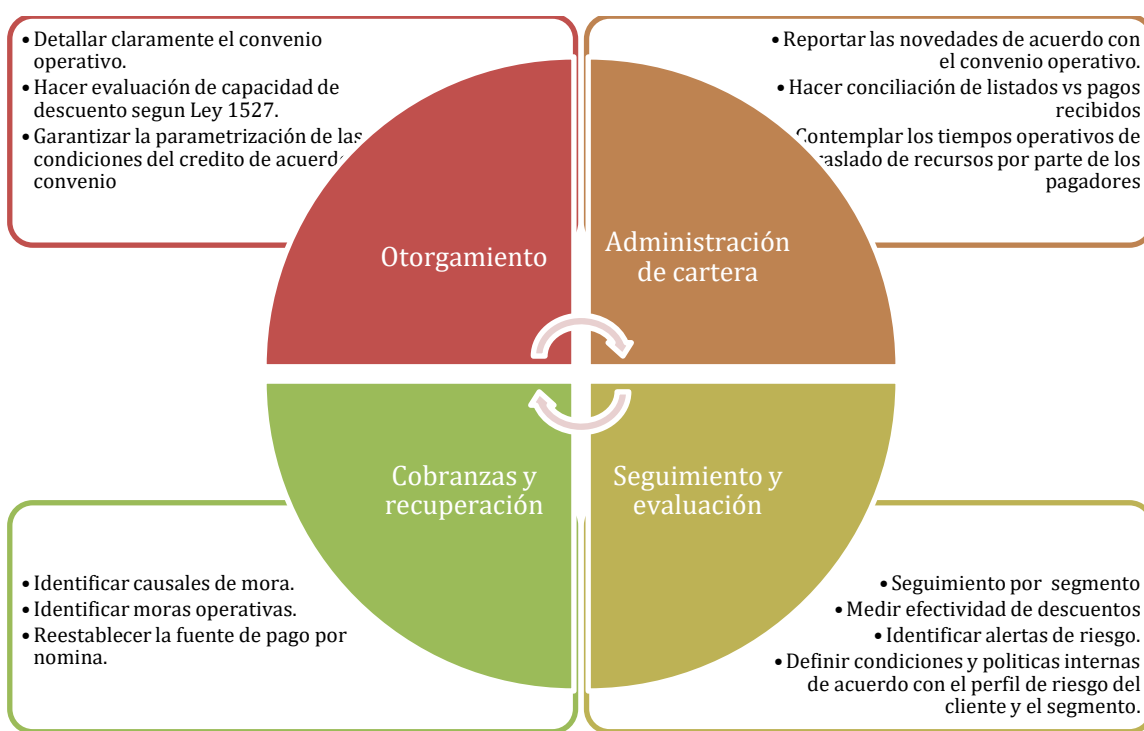 • Detallar claramente el convenio
operativo.
• Hacer evaluación de capacidad de
descuento segun Ley 1527.
• Garantizar la parametrización de las
condiciones del credito de acuerdo
convenio
• Reportar las novedades de acuerdo con
el convenio operativo.
• Hacer conciliación de listados vs pagos
recibidos
• Contemplar los tiempos operativos de
traslado de recursos por parte de los
pagadores
Otorgamiento
Administración
de cartera
Cobranzas y
recuperación
Seguimiento y
evaluación
• Identificar causales de mora.
• Identificar moras operativas.
• Reestablecer la fuente de pago por
nomina.
• Seguimiento por segmento
• Medir efectividad de descuentos
• Identificar alertas de riesgo.
• Definir condiciones y politicas internas
de acuerdo con el perfil de riesgo del
cliente y el segmento.